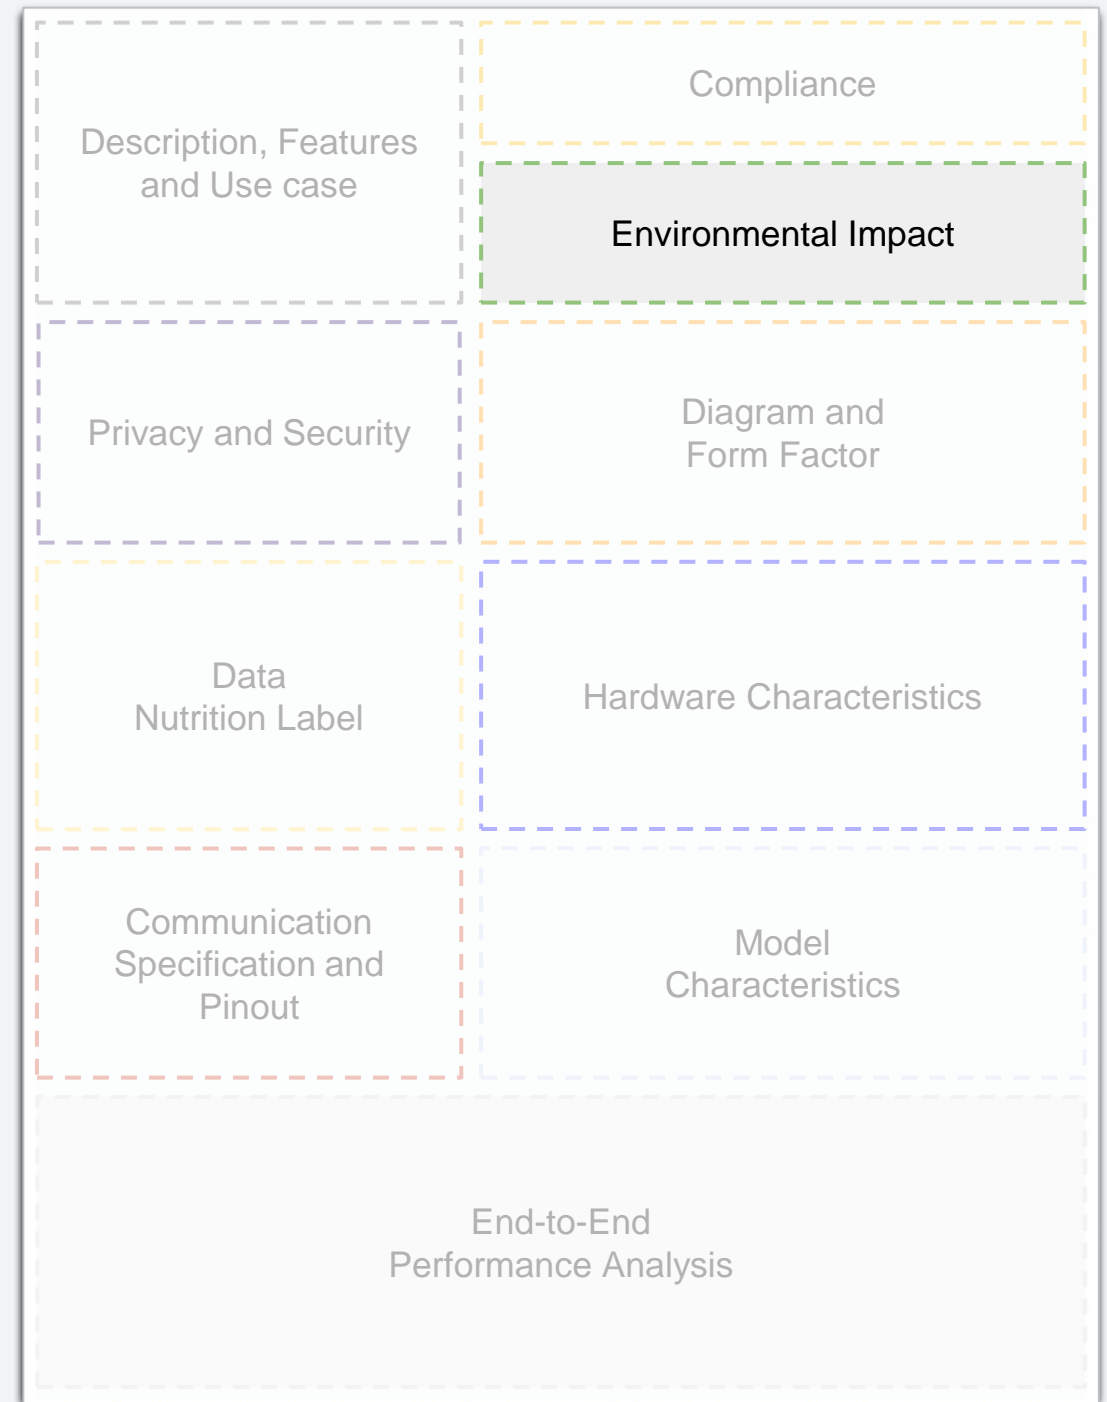 Description, Features
and Use case
Compliance
Environmental Impact
Privacy and Security
Diagram and
Form Factor
Data
Nutrition Label
Hardware Characteristics
Communication
Specification and
Pinout
Model
Characteristics
End-to-End
Performance Analysis